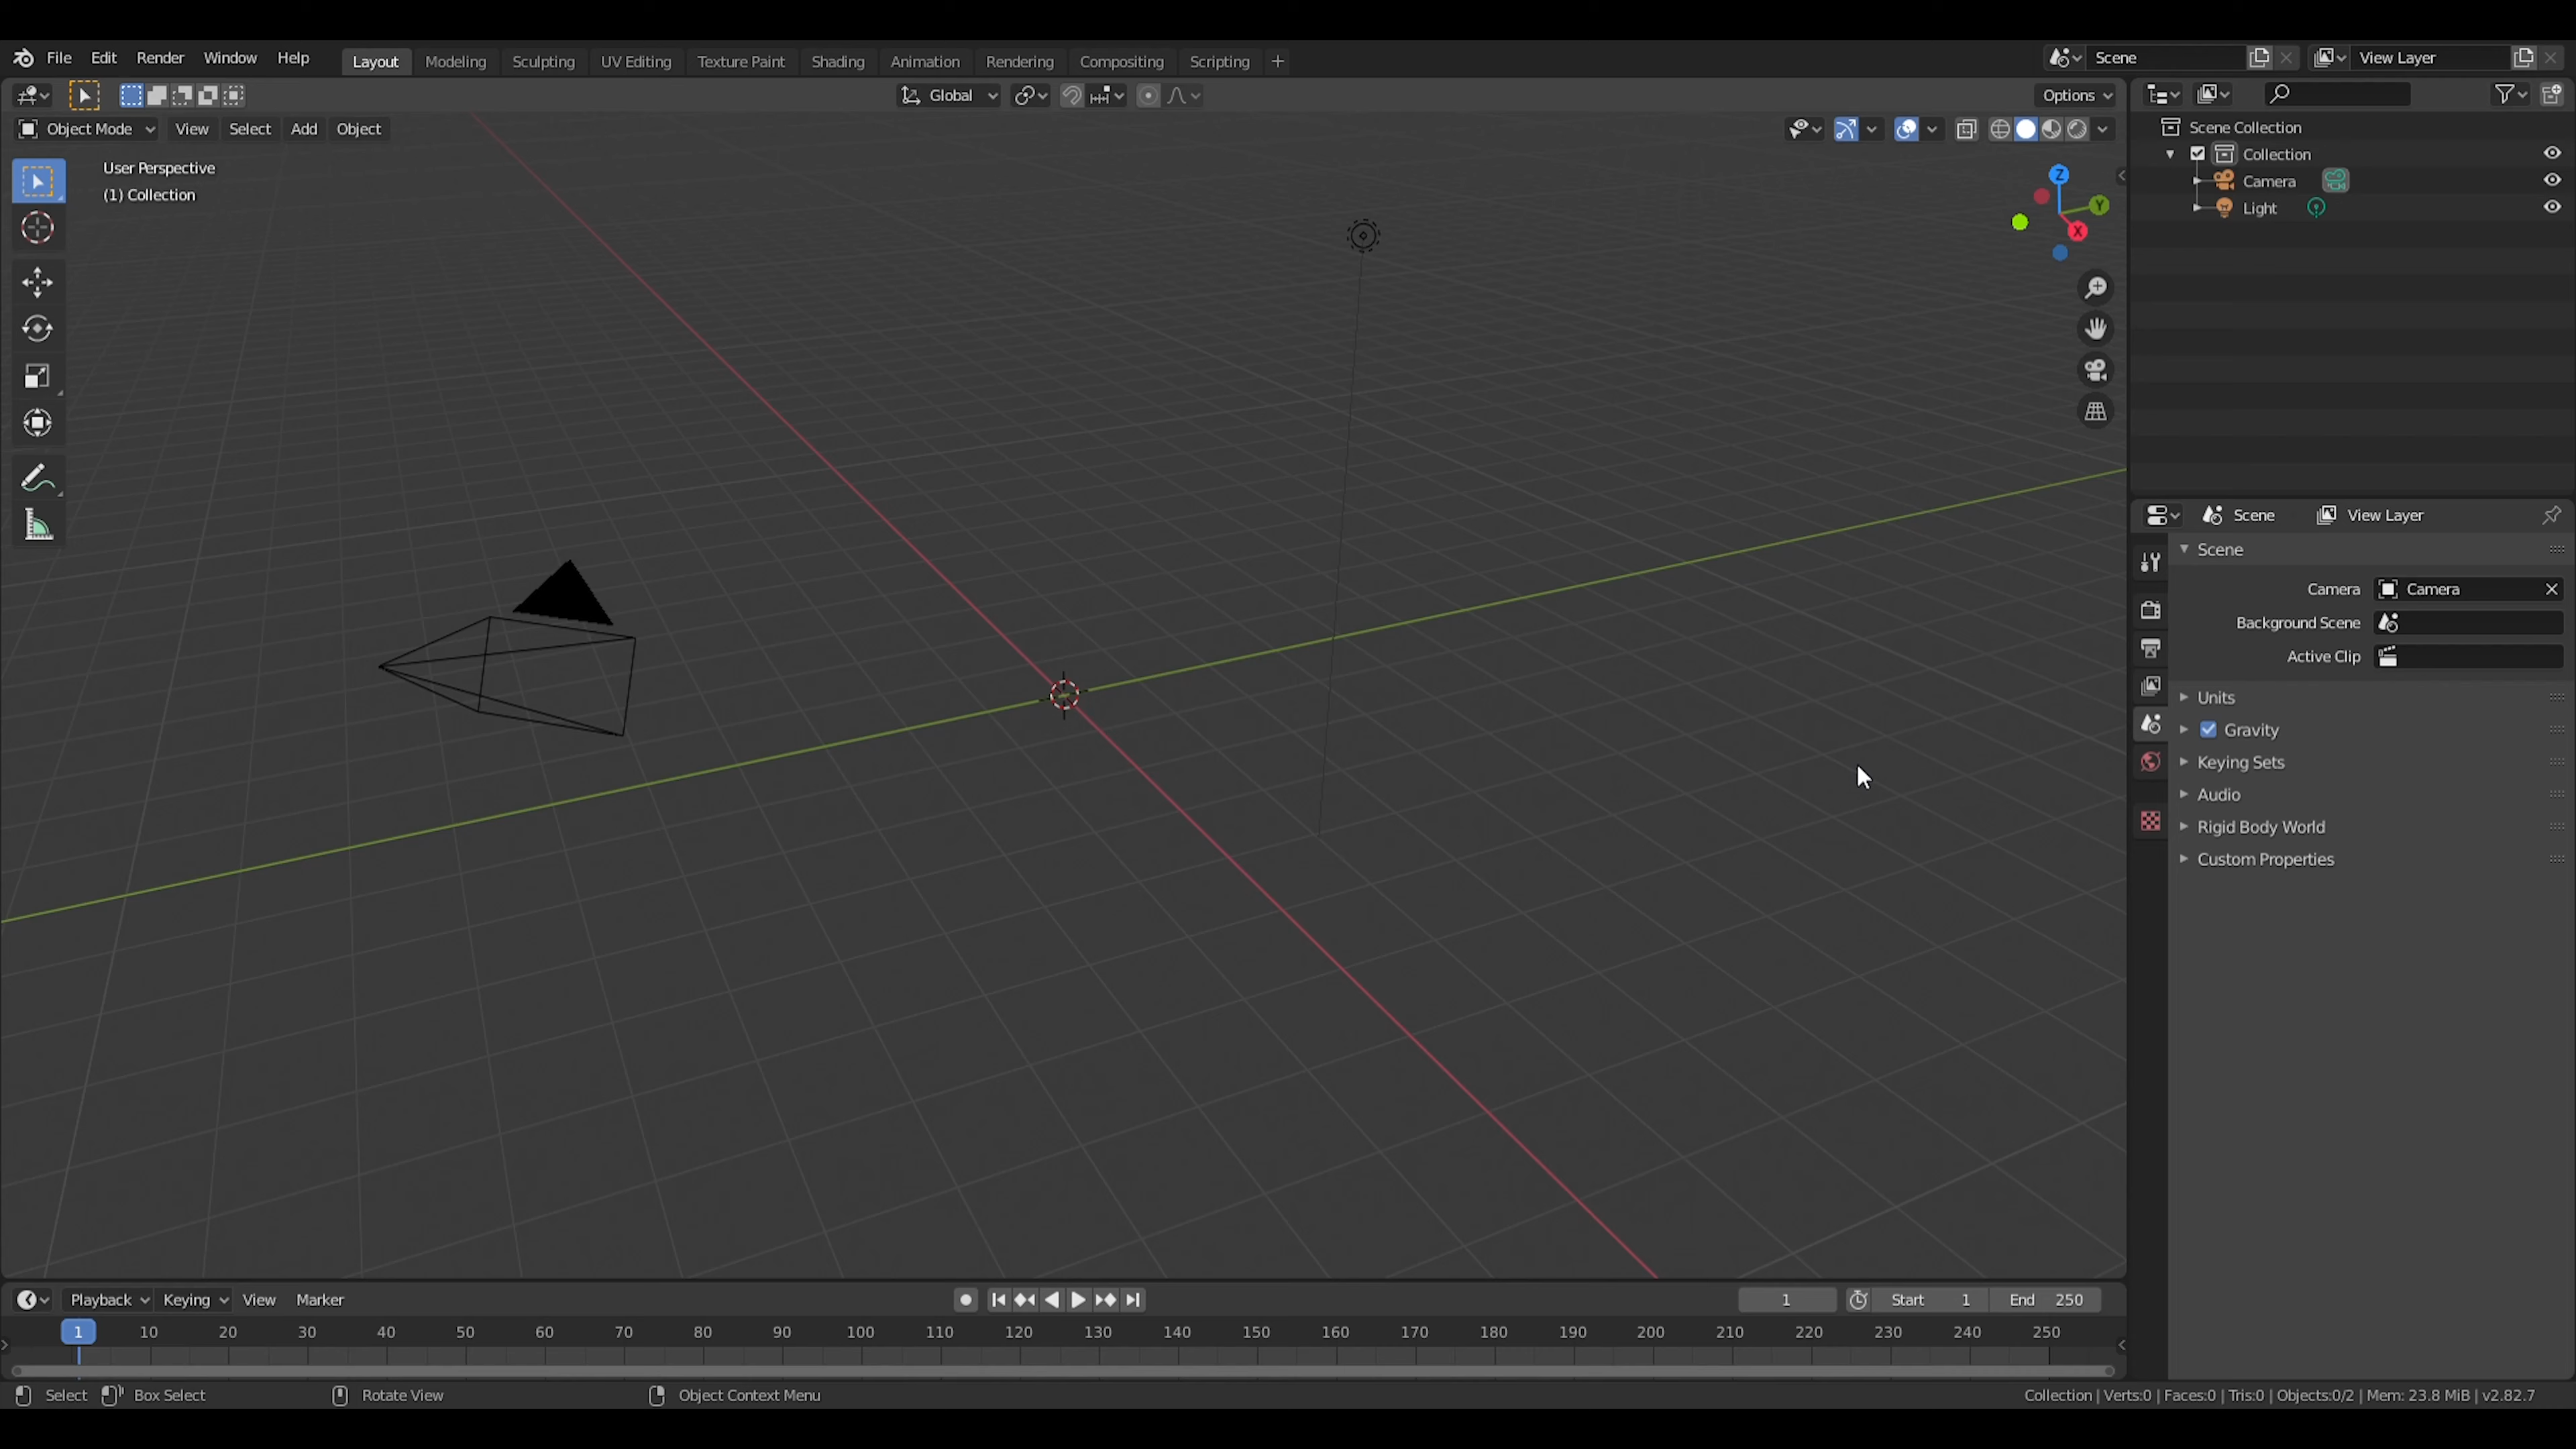 File Edit Render Window Help Layout Modeling Sculpting UV Editing Texture Paint Shading Animation Rendering Compositing Scripting + Scene View Layer
Global Options
Object Mode View Select Add Object
User Perspective
(1) Collection
Z
Y
X
Scene Collection
Collection
Camera
Light
Scene View Layer
Scene
Camera Camera
Background Scene
Active Clip
Units
Gravity
Keying Sets
Audio
Rigid Body World
Custom Properties
Playback Keying View Marker 1 Start 1 End 250
1 10 20 30 40 50 60 70 80 90 100 110 120 130 140 150 160 170 180 190 200 210 220 230 240 250
Select Box Select Rotate View Object Context Menu Collection | Verts:0 | Faces:0 | Tris:0 | Objects:0/2 | Mem: 23.8 MiB | v2.82.7